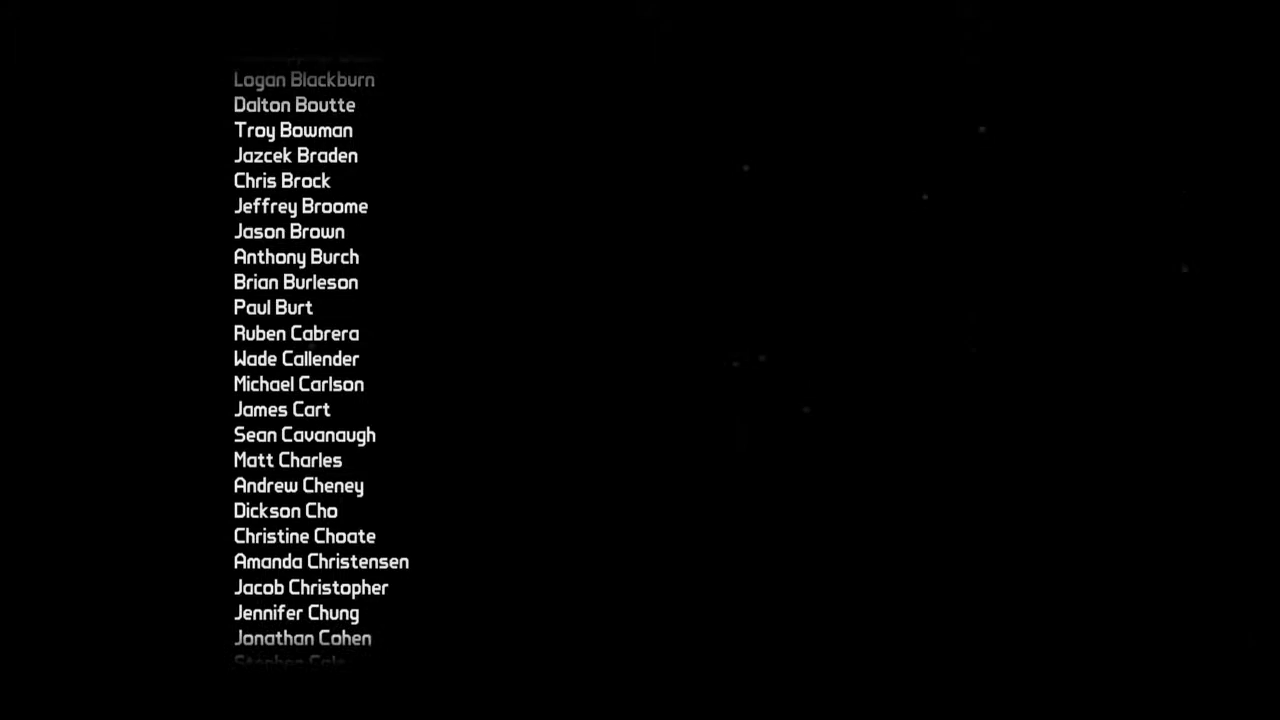 Logan Blackburn
Dalton Boutte
Troy Bowman
Jazcek Braden
Chris Brock
Jeffrey Broome
Jason Brown
Anthony Burch
Brian Burleson
Paul Burt
Ruben Cabrera
Wade Callender
Michael Carlson
James Cart
Sean Cavanaugh
Matt Charles
Andrew Cheney
Dickson Cho
Christine Choate
Amanda Christensen
Jacob Christopher
Jennifer Chung
Jonathan Cohen